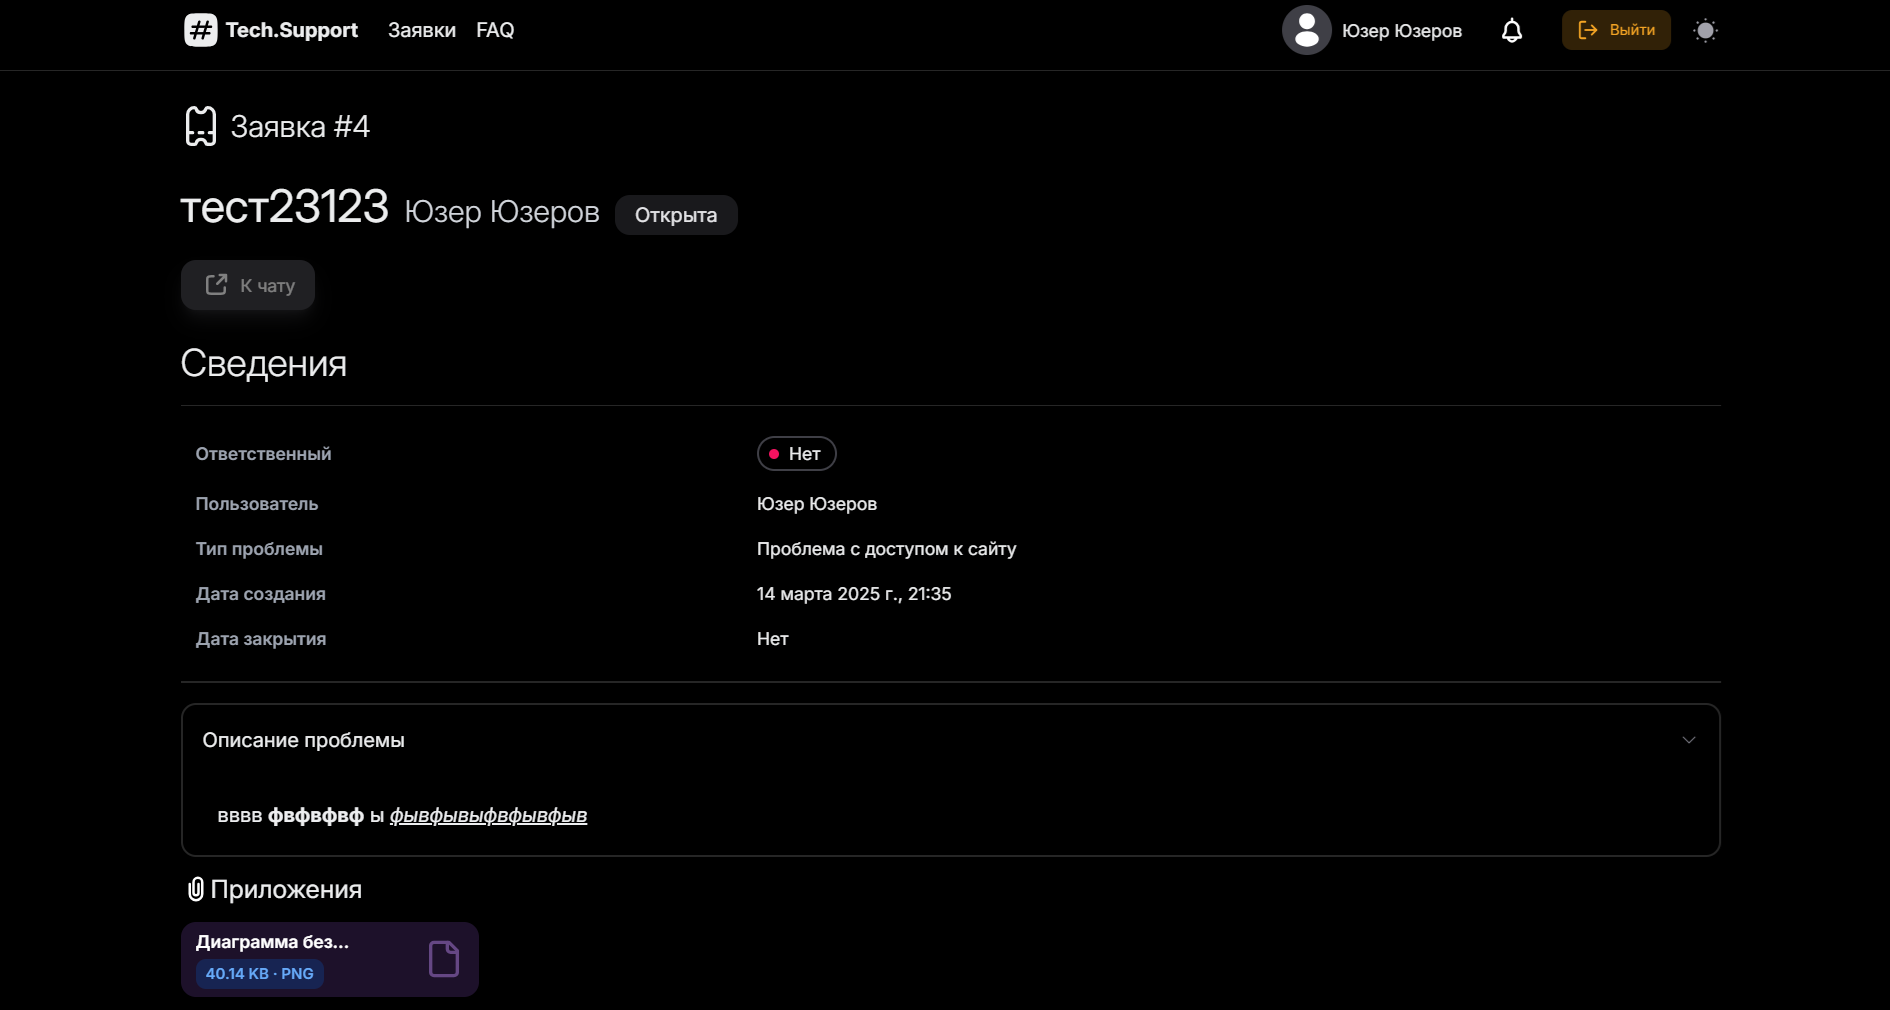 # Tech.Support Заявки FAQ Юзер Юзеров Выйти
Заявка #4
тест23123 Юзер Юзеров Открыта
К чату
Сведения
Ответственный Нет
Пользователь Юзер Юзеров
Тип проблемы Проблема с доступом к сайту
Дата создания 14 марта 2025 г., 21:35
Дата закрытия Нет
Описание проблемы
вввв фвфвфвф ы фывфывыфвфывфыв
Приложения
Диаграмма без...
40.14 KB · PNG